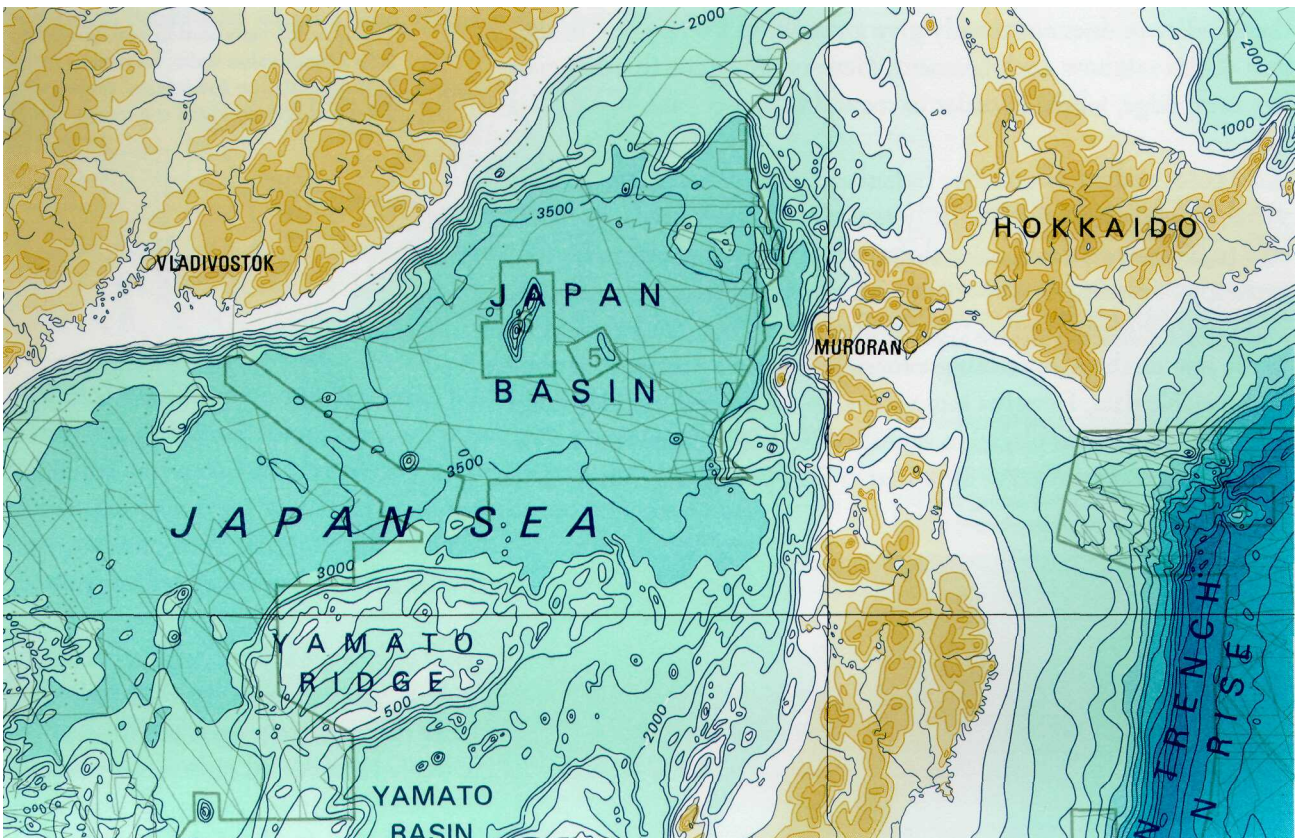 2000
2000
1000
3500
HOKKAIDO
VLADIVOSTOK
JAPAN
MURORAN
5
BASIN
3500
JAPAN SEA
3000
YAMATO
RIDGE
500
2000
TRENCH
RISE
YAMATO
BASIN
N
N